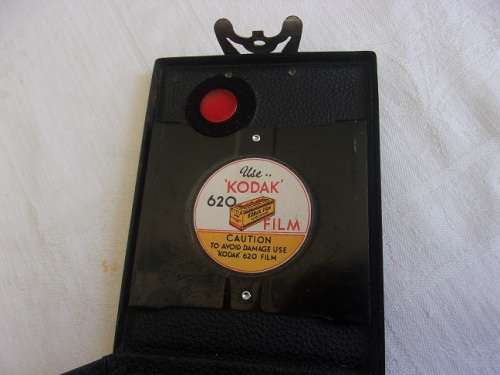 Use..
'KODAK'
620
FILM
CAUTION
TO AVOID DAMAGE USE
'KODAK' 620 FILM